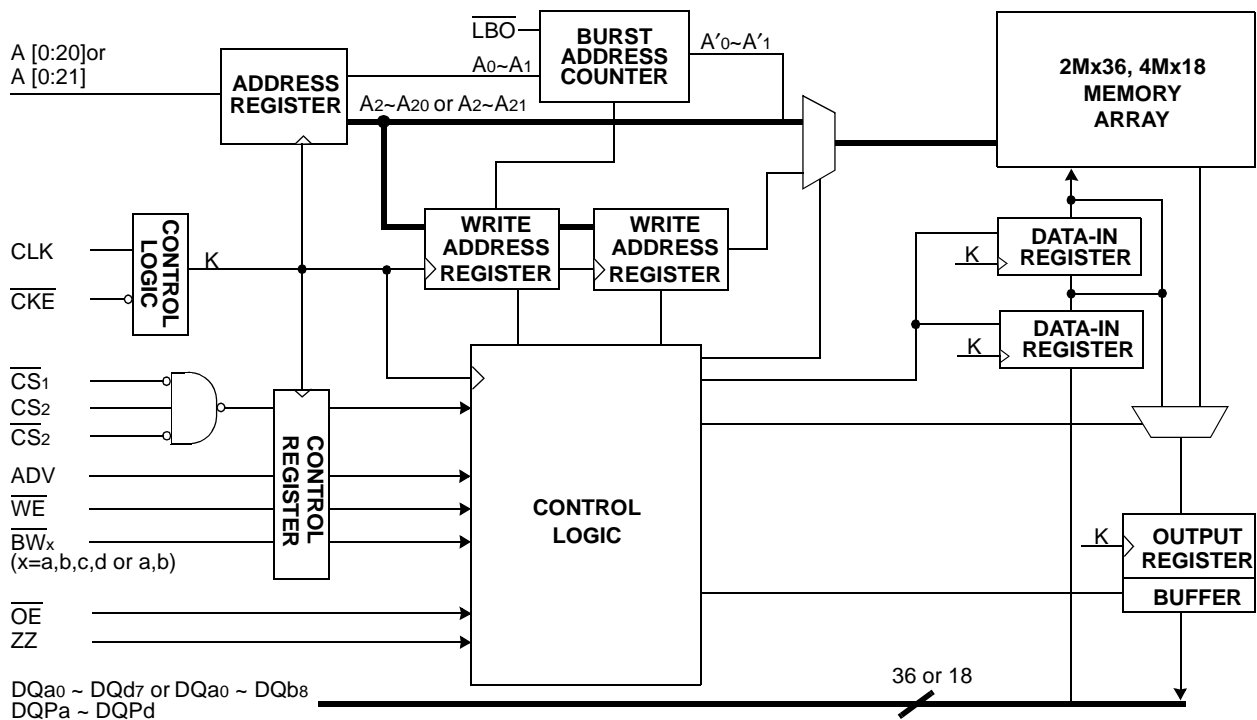 A [0:20]or
A [0:21]
ADDRESS
REGISTER
LBO
A0~A1
BURST
ADDRESS
COUNTER
A′0~A′1
A2~A20 or A2~A21
2Mx36, 4Mx18
MEMORY
ARRAY
CLK
CKE
CONTROL
LOGIC
K
WRITE
ADDRESS
REGISTER
WRITE
ADDRESS
REGISTER
K
DATA-IN
REGISTER
K
DATA-IN
REGISTER
CS1
CS2
CS2
ADV
WE
BWx
(x=a,b,c,d or a,b)
CONTROL
REGISTER
CONTROL
LOGIC
K
OUTPUT
REGISTER
BUFFER
OE
ZZ
DQa0 ~ DQd7 or DQa0 ~ DQb8
DQPa ~ DQPd
36 or 18